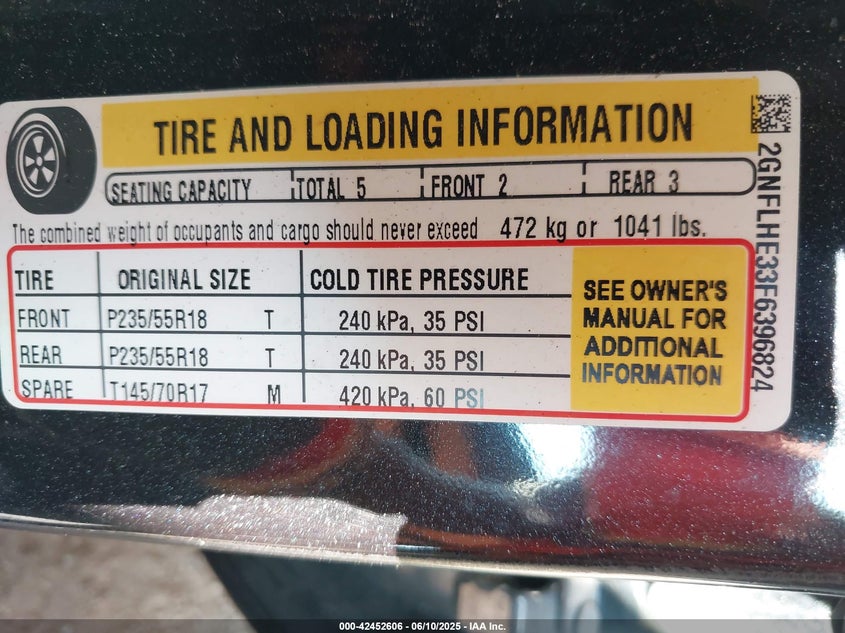 TIRE AND LOADING INFORMATION
SEATING CAPACITY TOTAL 5 FRONT 2 REAR 3
The combined weight of occupants and cargo should never exceed 472 kg or 1041 lbs.
TIRE ORIGINAL SIZE COLD TIRE PRESSURE
FRONT P235/55R18 T 240 kPa, 35 PSI
REAR P235/55R18 T 240 kPa, 35 PSI
SPARE T145/70R17 M 420 kPa, 60 PSI
SEE OWNER'S
MANUAL FOR
ADDITIONAL
INFORMATION
2GNFLHE33F6396824
000-42452606 - 06/10/2025 - IAA Inc.